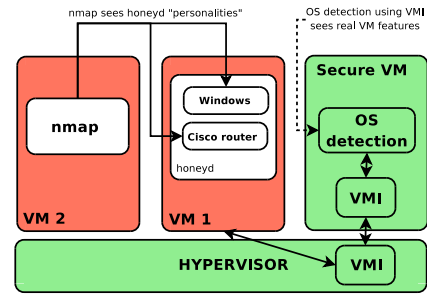 nmap sees honeyd "personalities"
OS detection using VMI
sees real VM features
Secure VM
nmap
Windows
Cisco router
honeyd
OS
detection
VMI
VM 2
VM 1
HYPERVISOR
VMI